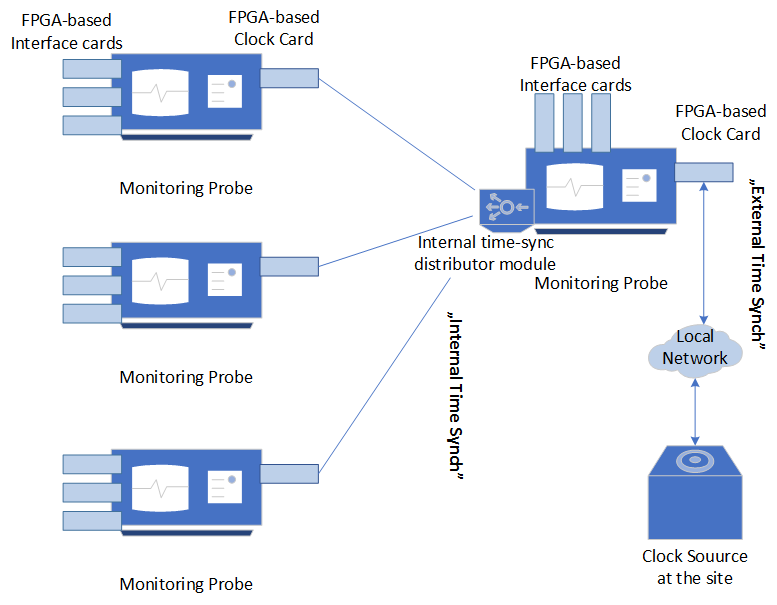 FPGA-based
Interface cards
FPGA-based
Clock Card
Monitoring Probe
FPGA-based
Interface cards
FPGA-based
Clock Card
Internal time-sync
distributor module
Monitoring Probe
„External Time Synch”
Monitoring Probe
„Internal Time Synch”
Local
Network
Monitoring Probe
Clock Souurce
at the site